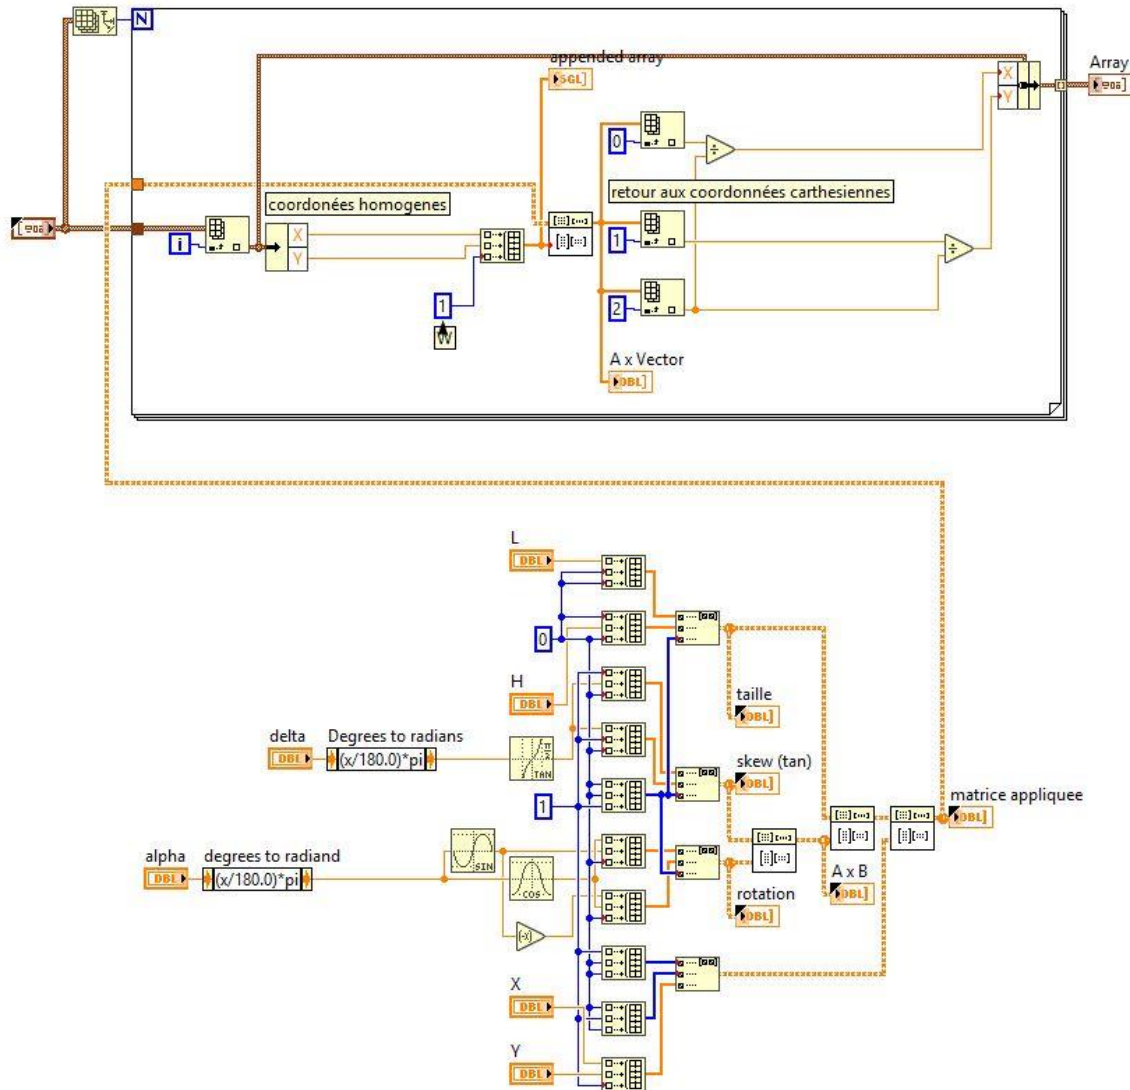 N
appended array
SGL]
Array
X
Y
0
÷
coordonées homogenes
retour aux coordonnées carthesiennes
i
X
Y
1
÷
1
W
2
A x Vector
DBL]
L
DBL
0
H
DBL
taille
DBL]
delta
Degrees to radians
DBL
(x/180.0)*pi
TAN
skew (tan)
DBL]
1
matrice appliquee
DBL]
alpha
degrees to radiand
DBL
(x/180.0)*pi
SIN
COS
A x B
DBL]
rotation
DBL]
(-x)
X
DBL
Y
DBL